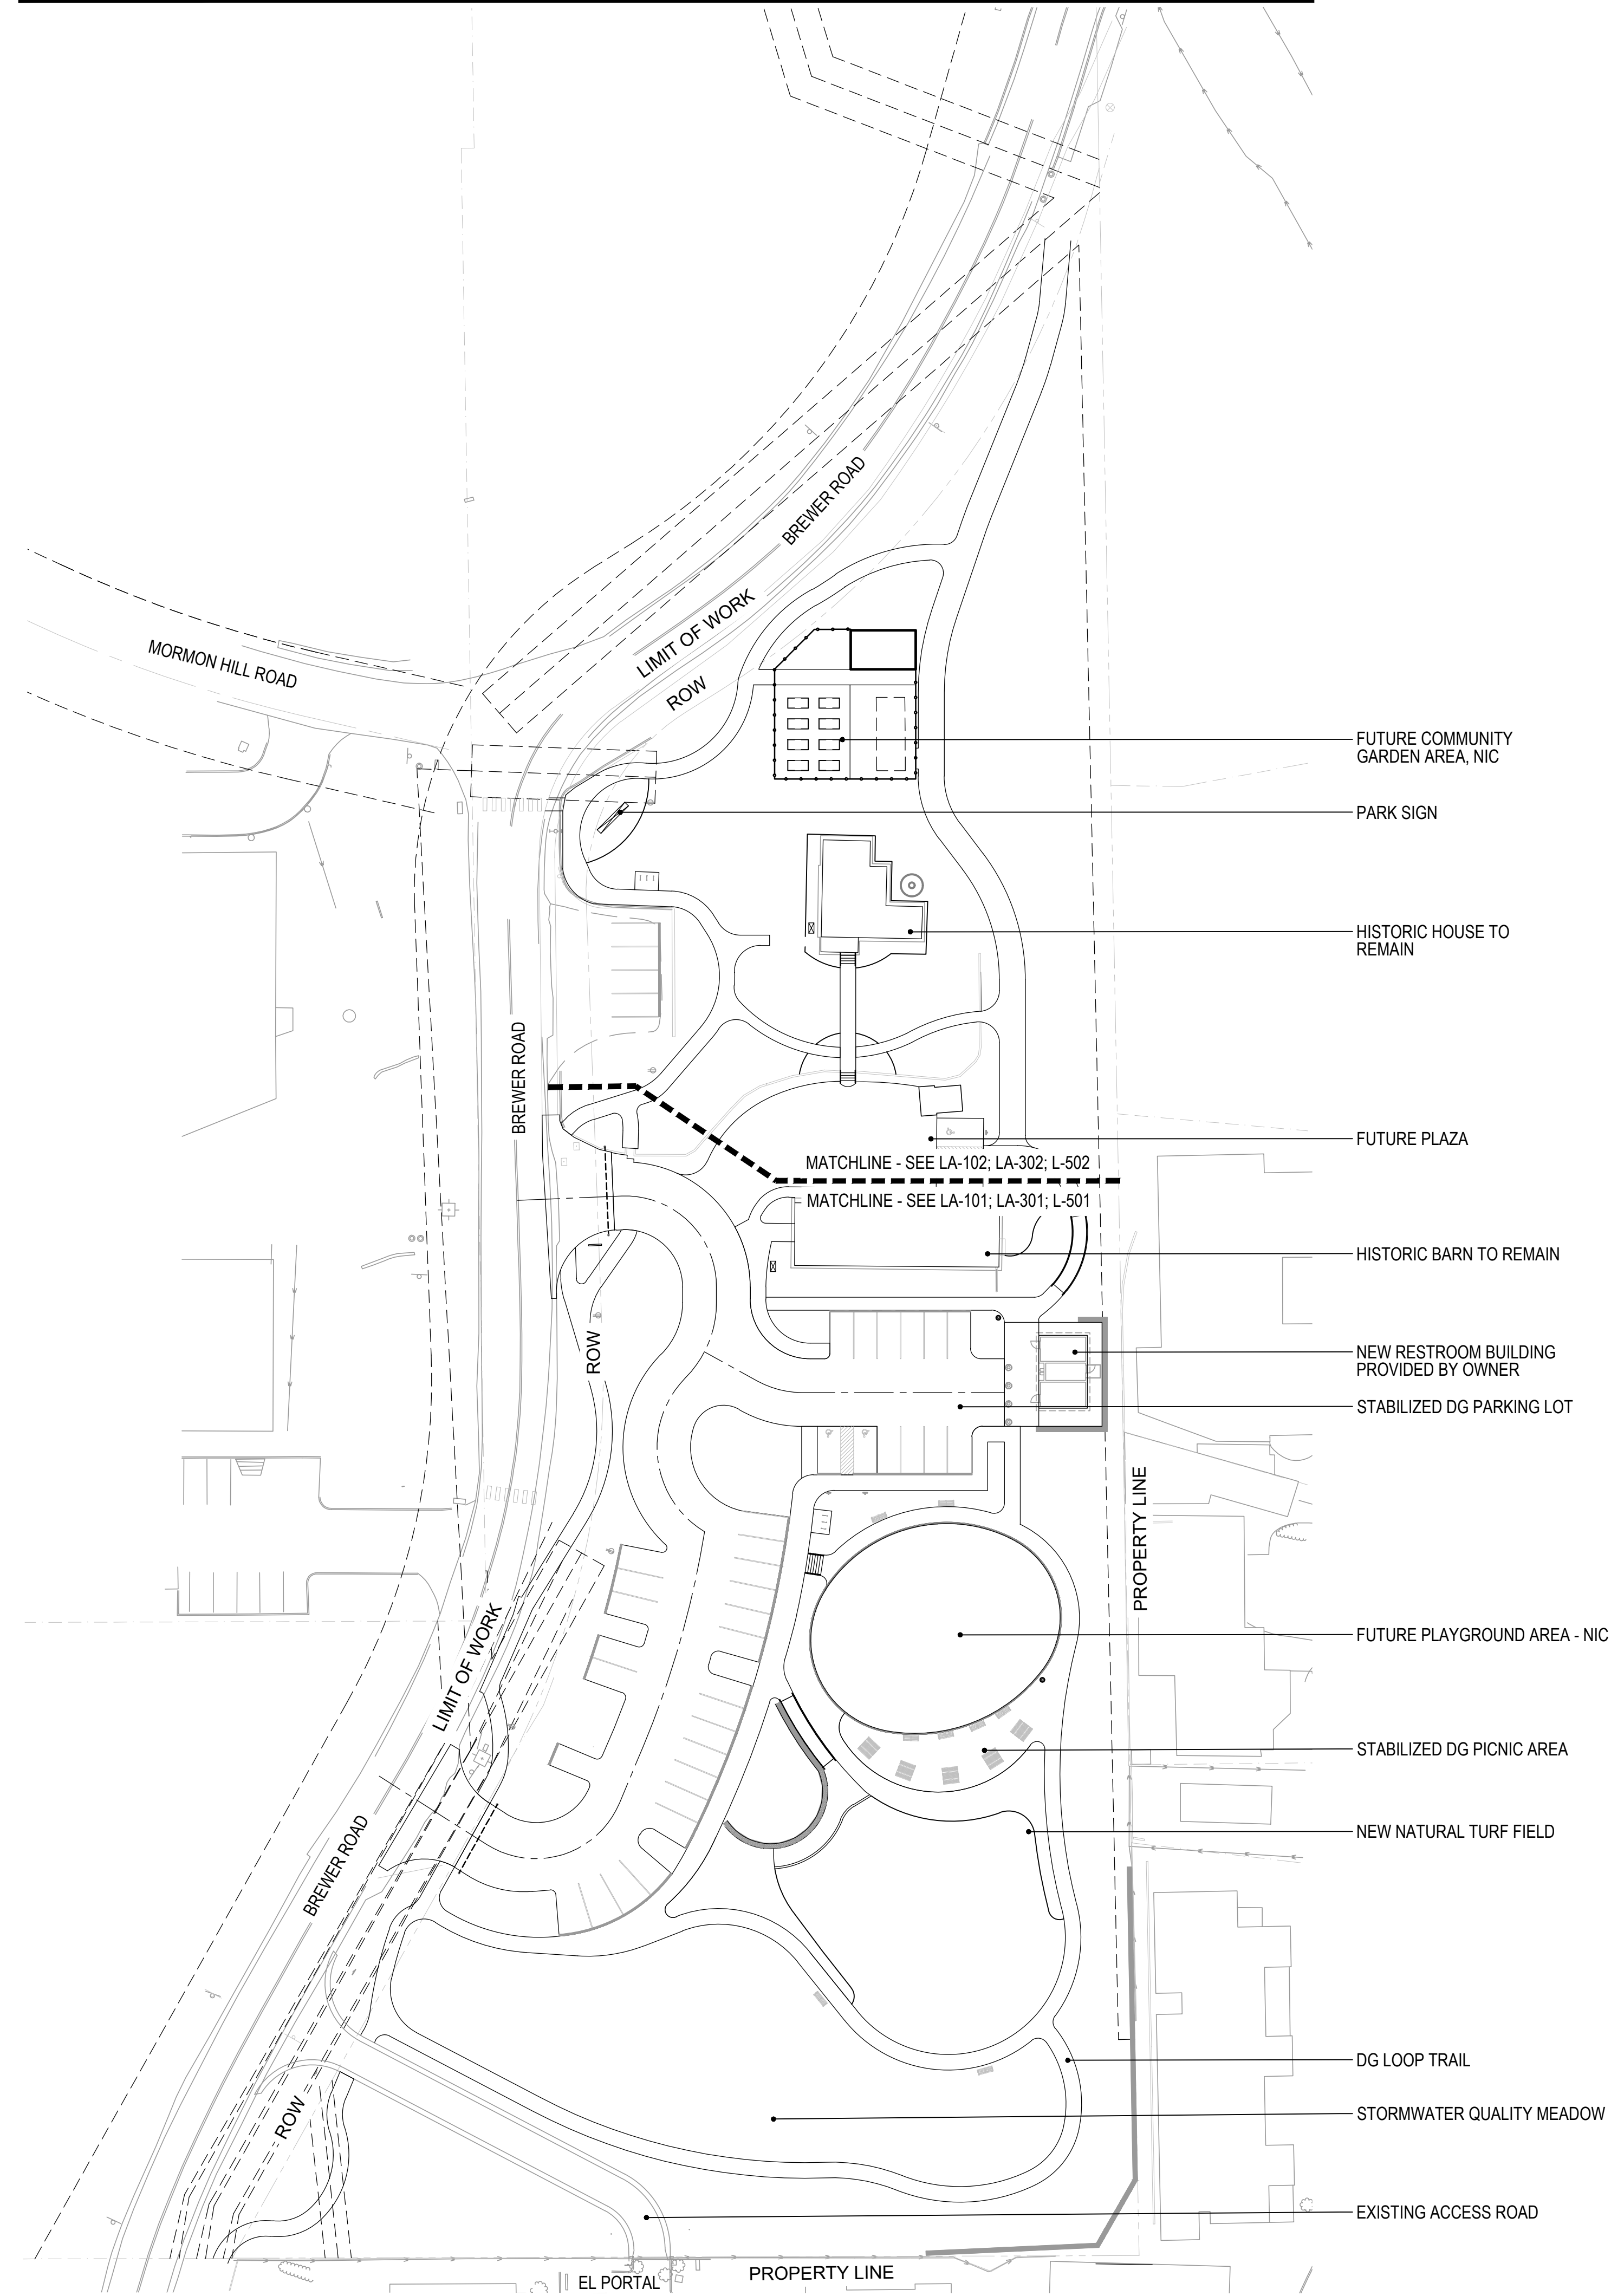 BREWER ROAD
LIMIT OF WORK
ROW
MORMON HILL ROAD
FUTURE COMMUNITY
GARDEN AREA, NIC
PARK SIGN
HISTORIC HOUSE TO
REMAIN
BREWER ROAD
FUTURE PLAZA
MATCHLINE - SEE LA-102; LA-302; L-502
MATCHLINE - SEE LA-101; LA-301; L-501
HISTORIC BARN TO REMAIN
ROW
NEW RESTROOM BUILDING
PROVIDED BY OWNER
STABILIZED DG PARKING LOT
PROPERTY LINE
LIMIT OF WORK
FUTURE PLAYGROUND AREA - NIC
STABILIZED DG PICNIC AREA
NEW NATURAL TURF FIELD
BREWER ROAD
DG LOOP TRAIL
STORMWATER QUALITY MEADOW
ROW
EXISTING ACCESS ROAD
PROPERTY LINE
EL PORTAL